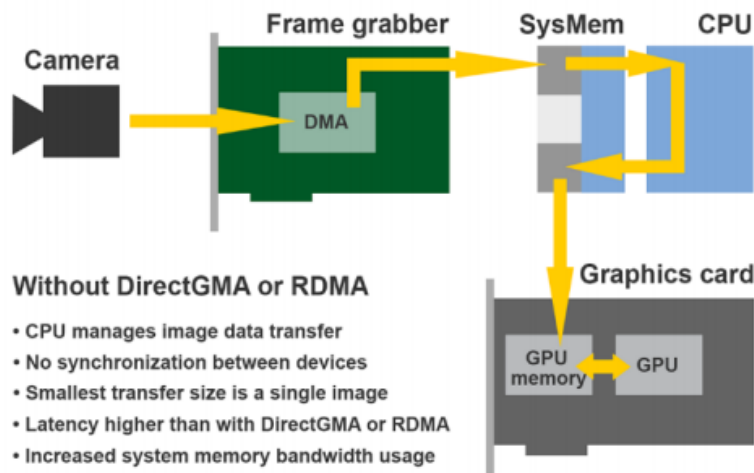 Frame grabber
SysMem
CPU
Camera
DMA
Without DirectGMA or RDMA
• CPU manages image data transfer
• No synchronization between devices
• Smallest transfer size is a single image
• Latency higher than with DirectGMA or RDMA
• Increased system memory bandwidth usage
Graphics card
GPU
memory
GPU